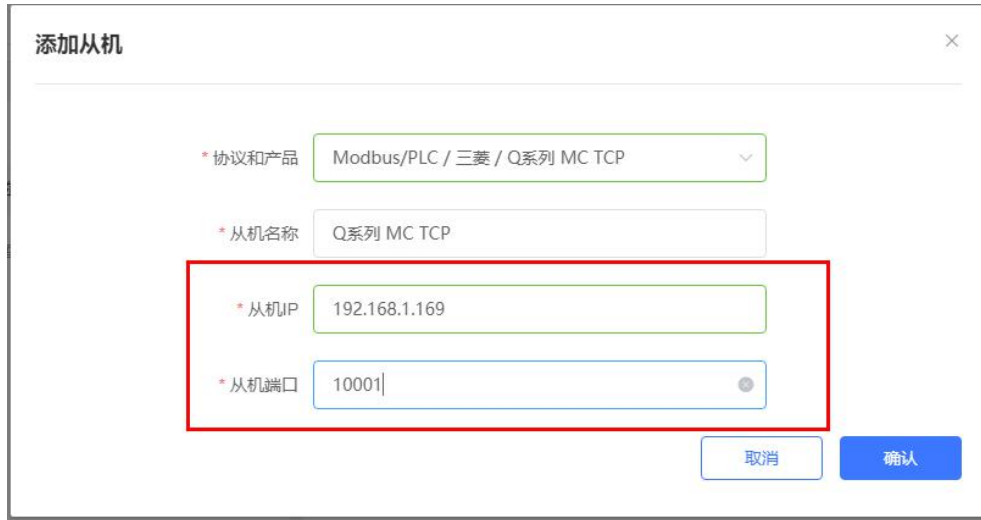 添加从机
* 协议和产品 Modbus/PLC / 三菱 / Q系列 MC TCP
* 从机名称 Q系列 MC TCP
* 从机IP 192.168.1.169
* 从机端口 10001
取消 确认